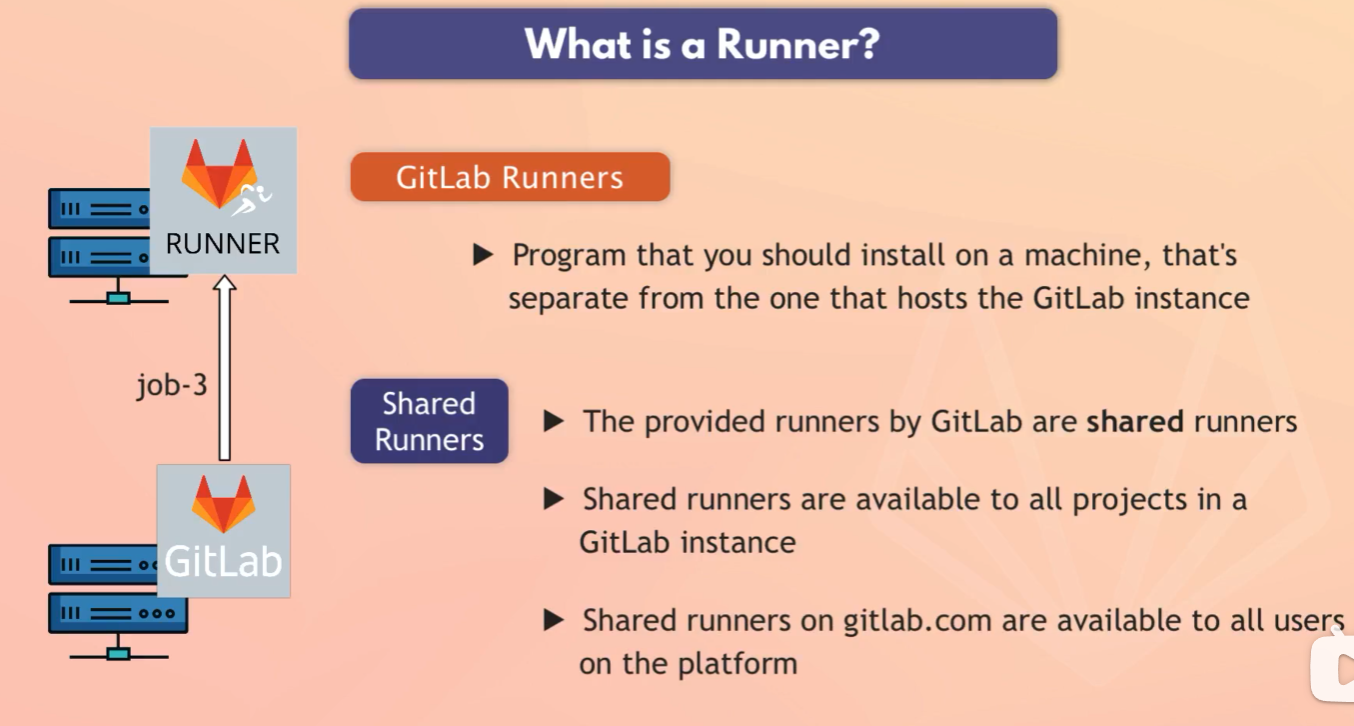 What is a Runner?
RUNNER
GitLab Runners
▶ Program that you should install on a machine, that's
separate from the one that hosts the GitLab instance
job-3
Shared
Runners
▶ The provided runners by GitLab are shared runners
GitLab
▶ Shared runners are available to all projects in a
GitLab instance
▶ Shared runners on gitlab.com are available to all users
on the platform